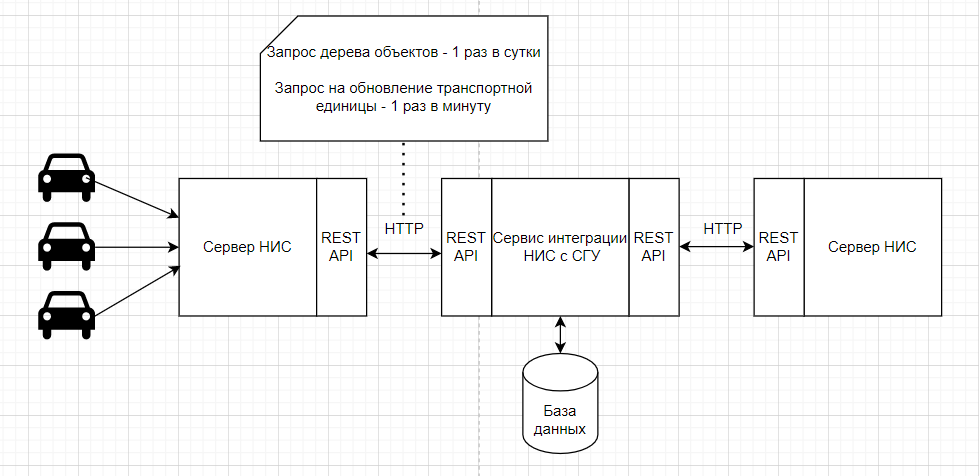 Запрос дерева объектов - 1 раз в сутки
Запрос на обновление транспортной
единицы - 1 раз в минуту
Сервер НИС
REST
API
HTTP
REST
API
Сервис интеграции
НИС с СГУ
REST
API
HTTP
REST
API
Сервер НИС
База
данных